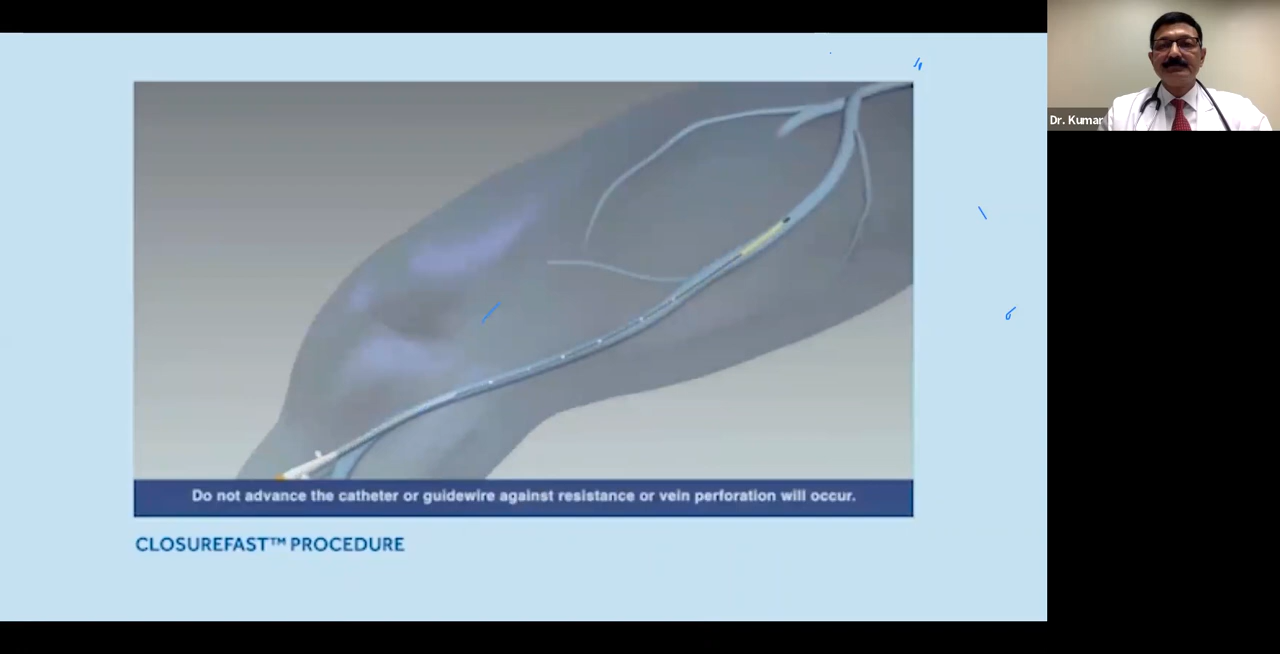 Dr. Kumar
Do not advance the catheter or guidewire against resistance or vein perforation will occur.
CLOSUREFAST™ PROCEDURE